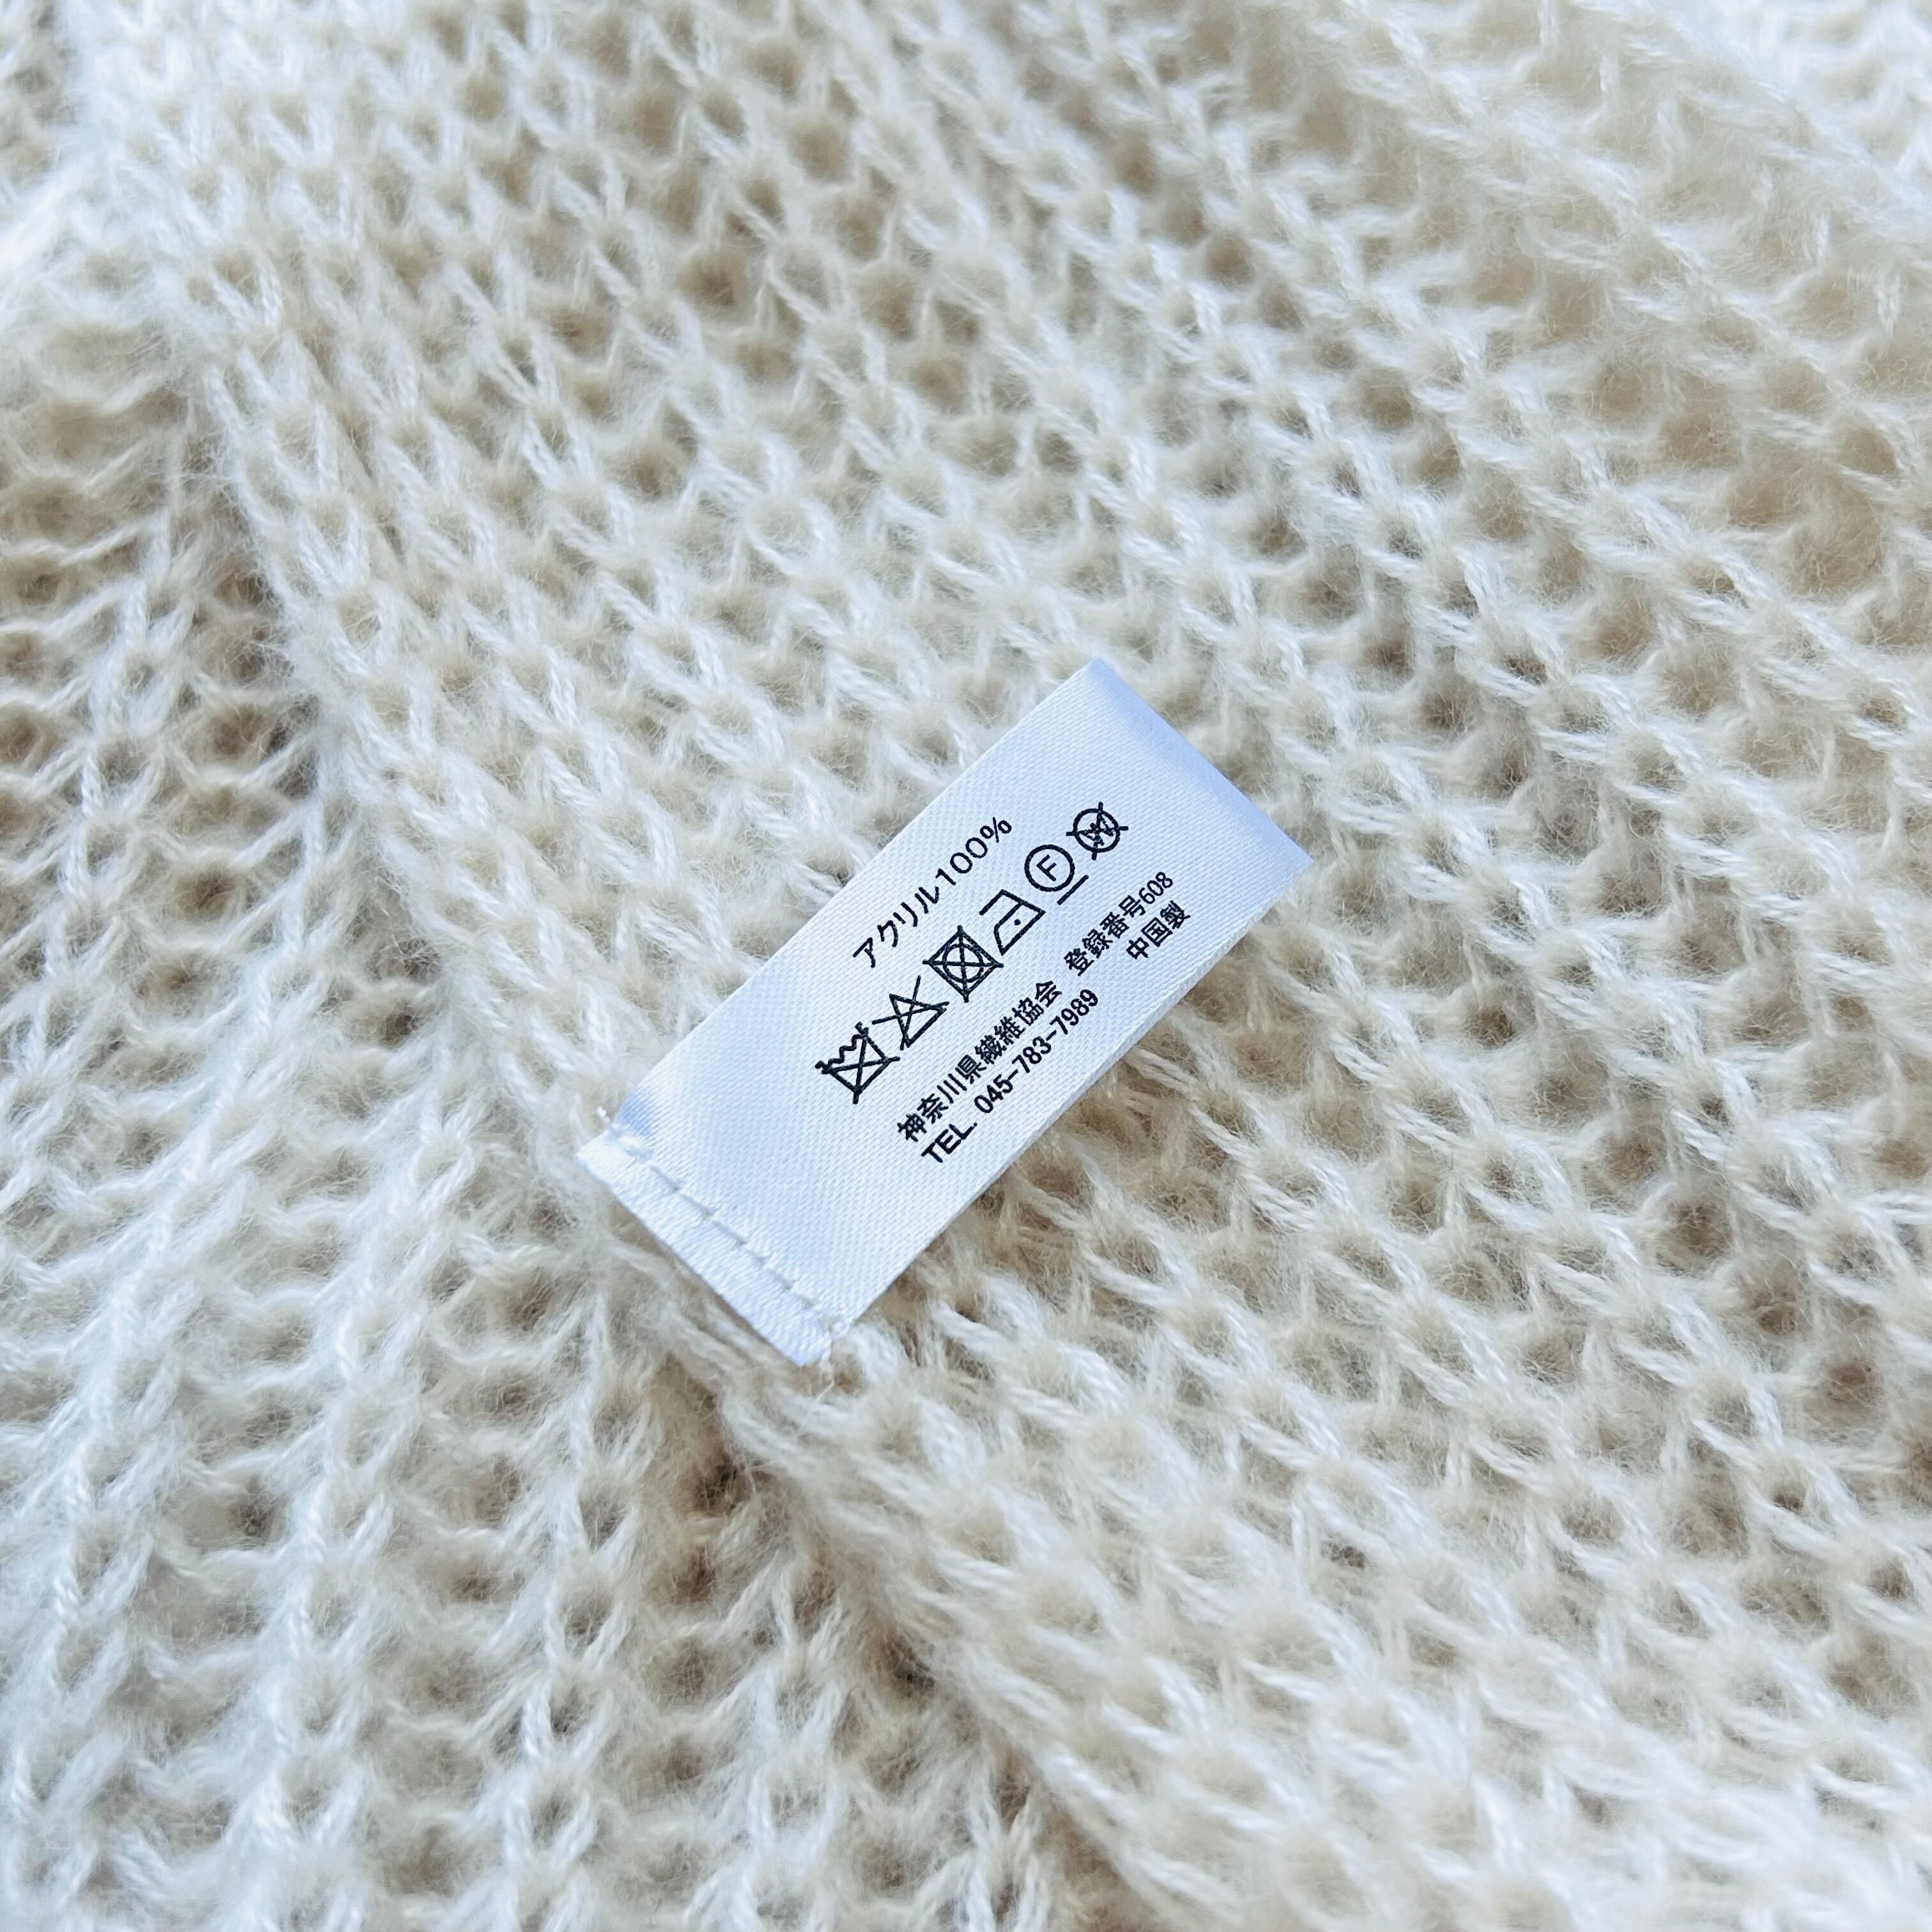 アクリル100%
F
W
神奈川県繊維協会 登録番号608
TEL. 045-783-7989 中国製